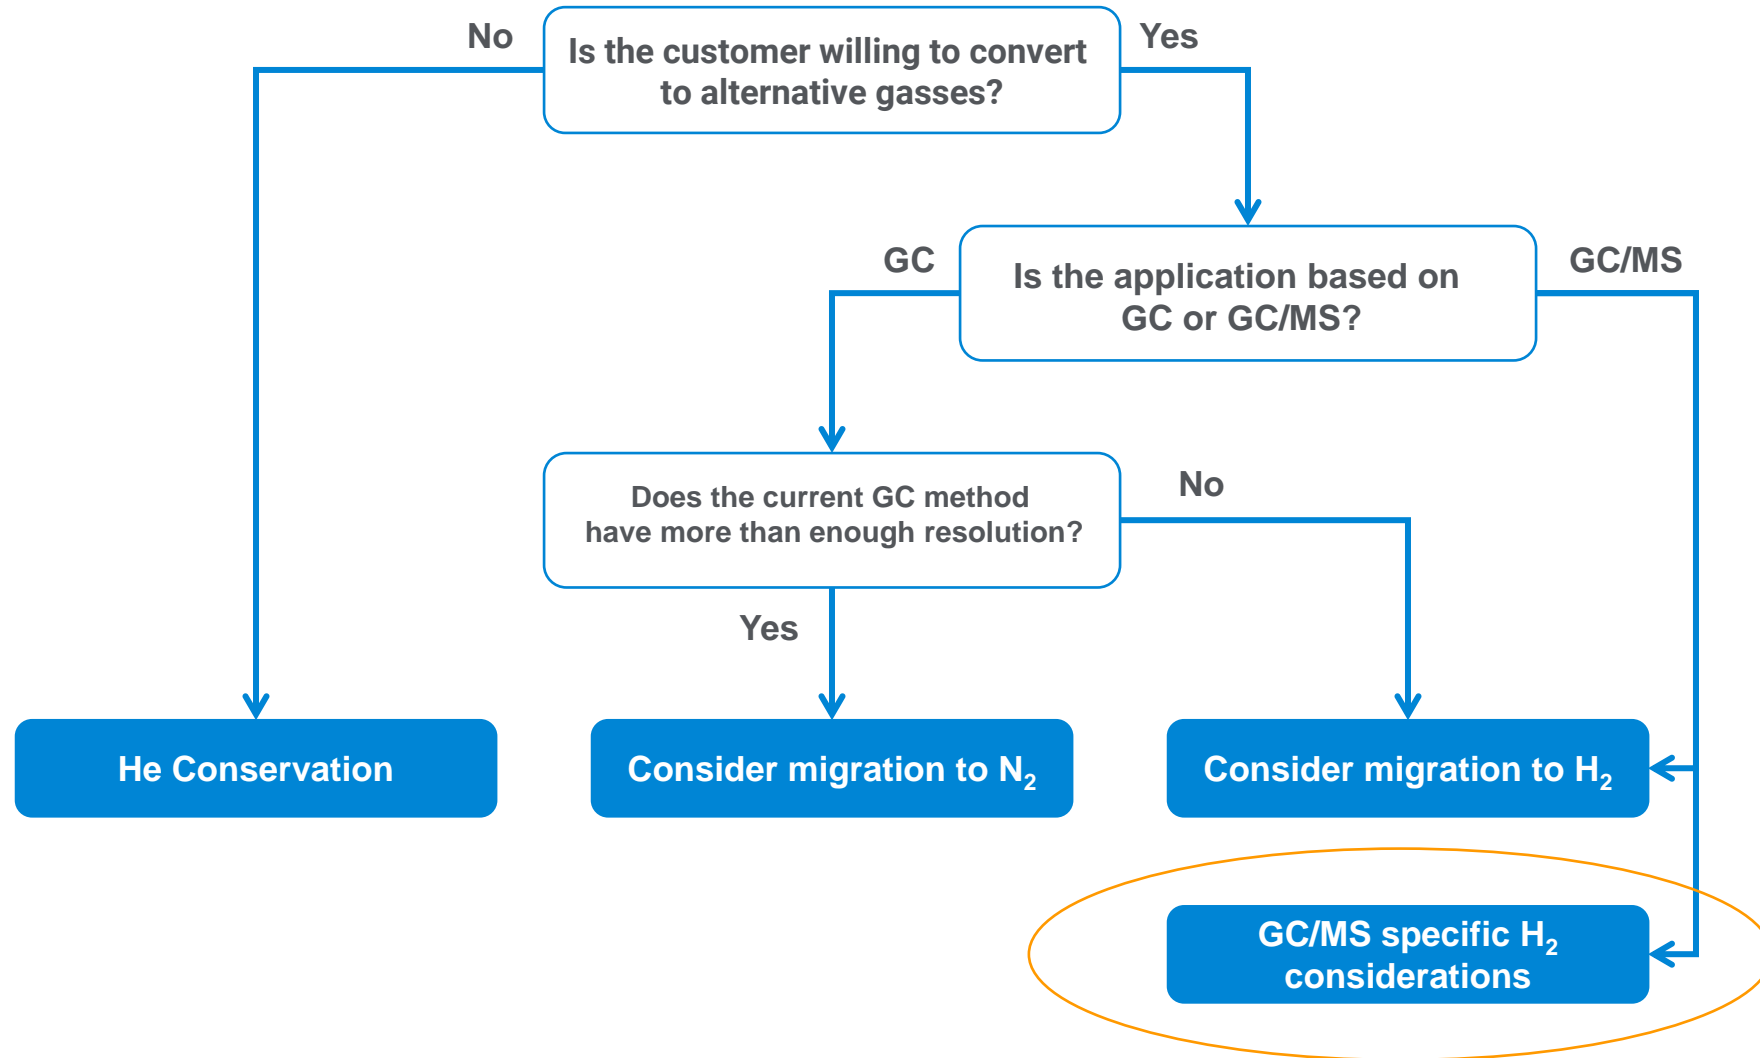 No
Is the customer willing to convert
to alternative gasses?
Yes
GC
Is the application based on
GC or GC/MS?
GC/MS
Does the current GC method
have more than enough resolution?
No
Yes
He Conservation
Consider migration to N₂
Consider migration to H₂
GC/MS specific H₂
considerations